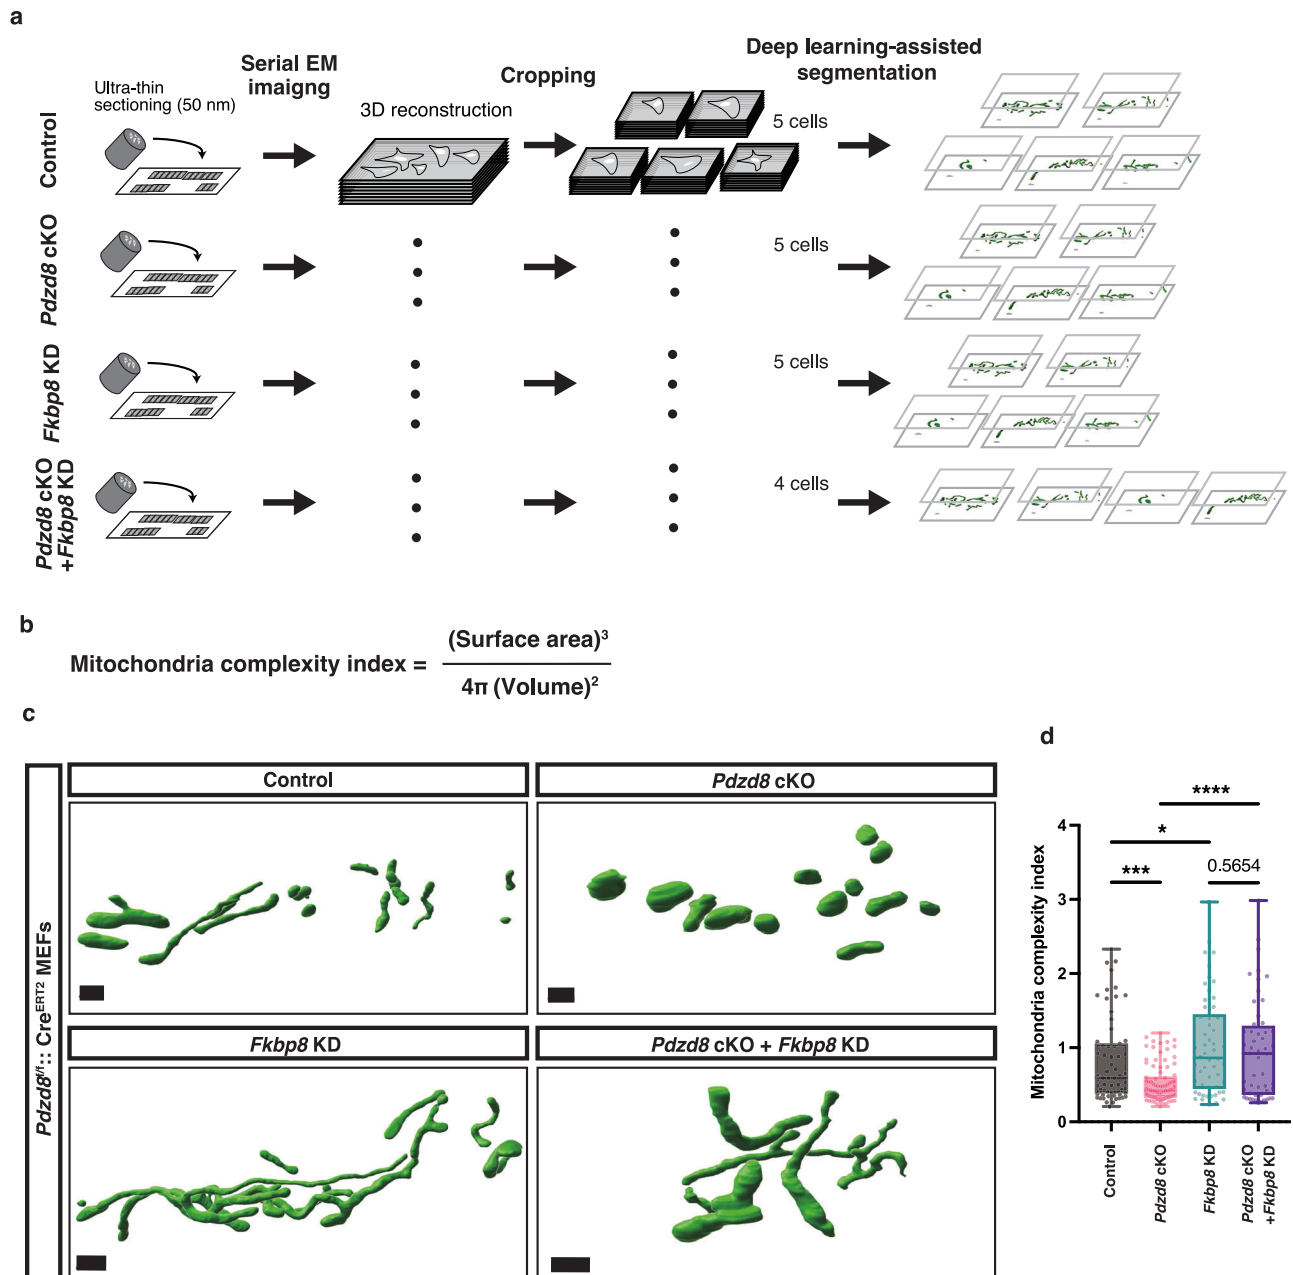 a
Ultra-thin
sectioning (50 nm)
Serial EM
imaigng
3D reconstruction
Cropping
Deep learning-assisted
segmentation
Control
5 cells
Pdzd8 cKO
5 cells
Fkbp8 KD
5 cells
Pdzd8 cKO
+Fkbp8 KD
4 cells
b
Mitochondria complexity index = (Surface area)³
4π (Volume)²
c
Pdzd8f/f:: CreERT2 MEFs
Control
Pdzd8 cKO
Fkbp8 KD
Pdzd8 cKO + Fkbp8 KD
d
Mitochondria complexity index
4
3
2
1
0
****
*
***
0.5654
Control
Pdzd8 cKO
Fkbp8 KD
Pdzd8 cKO
+Fkbp8 KD